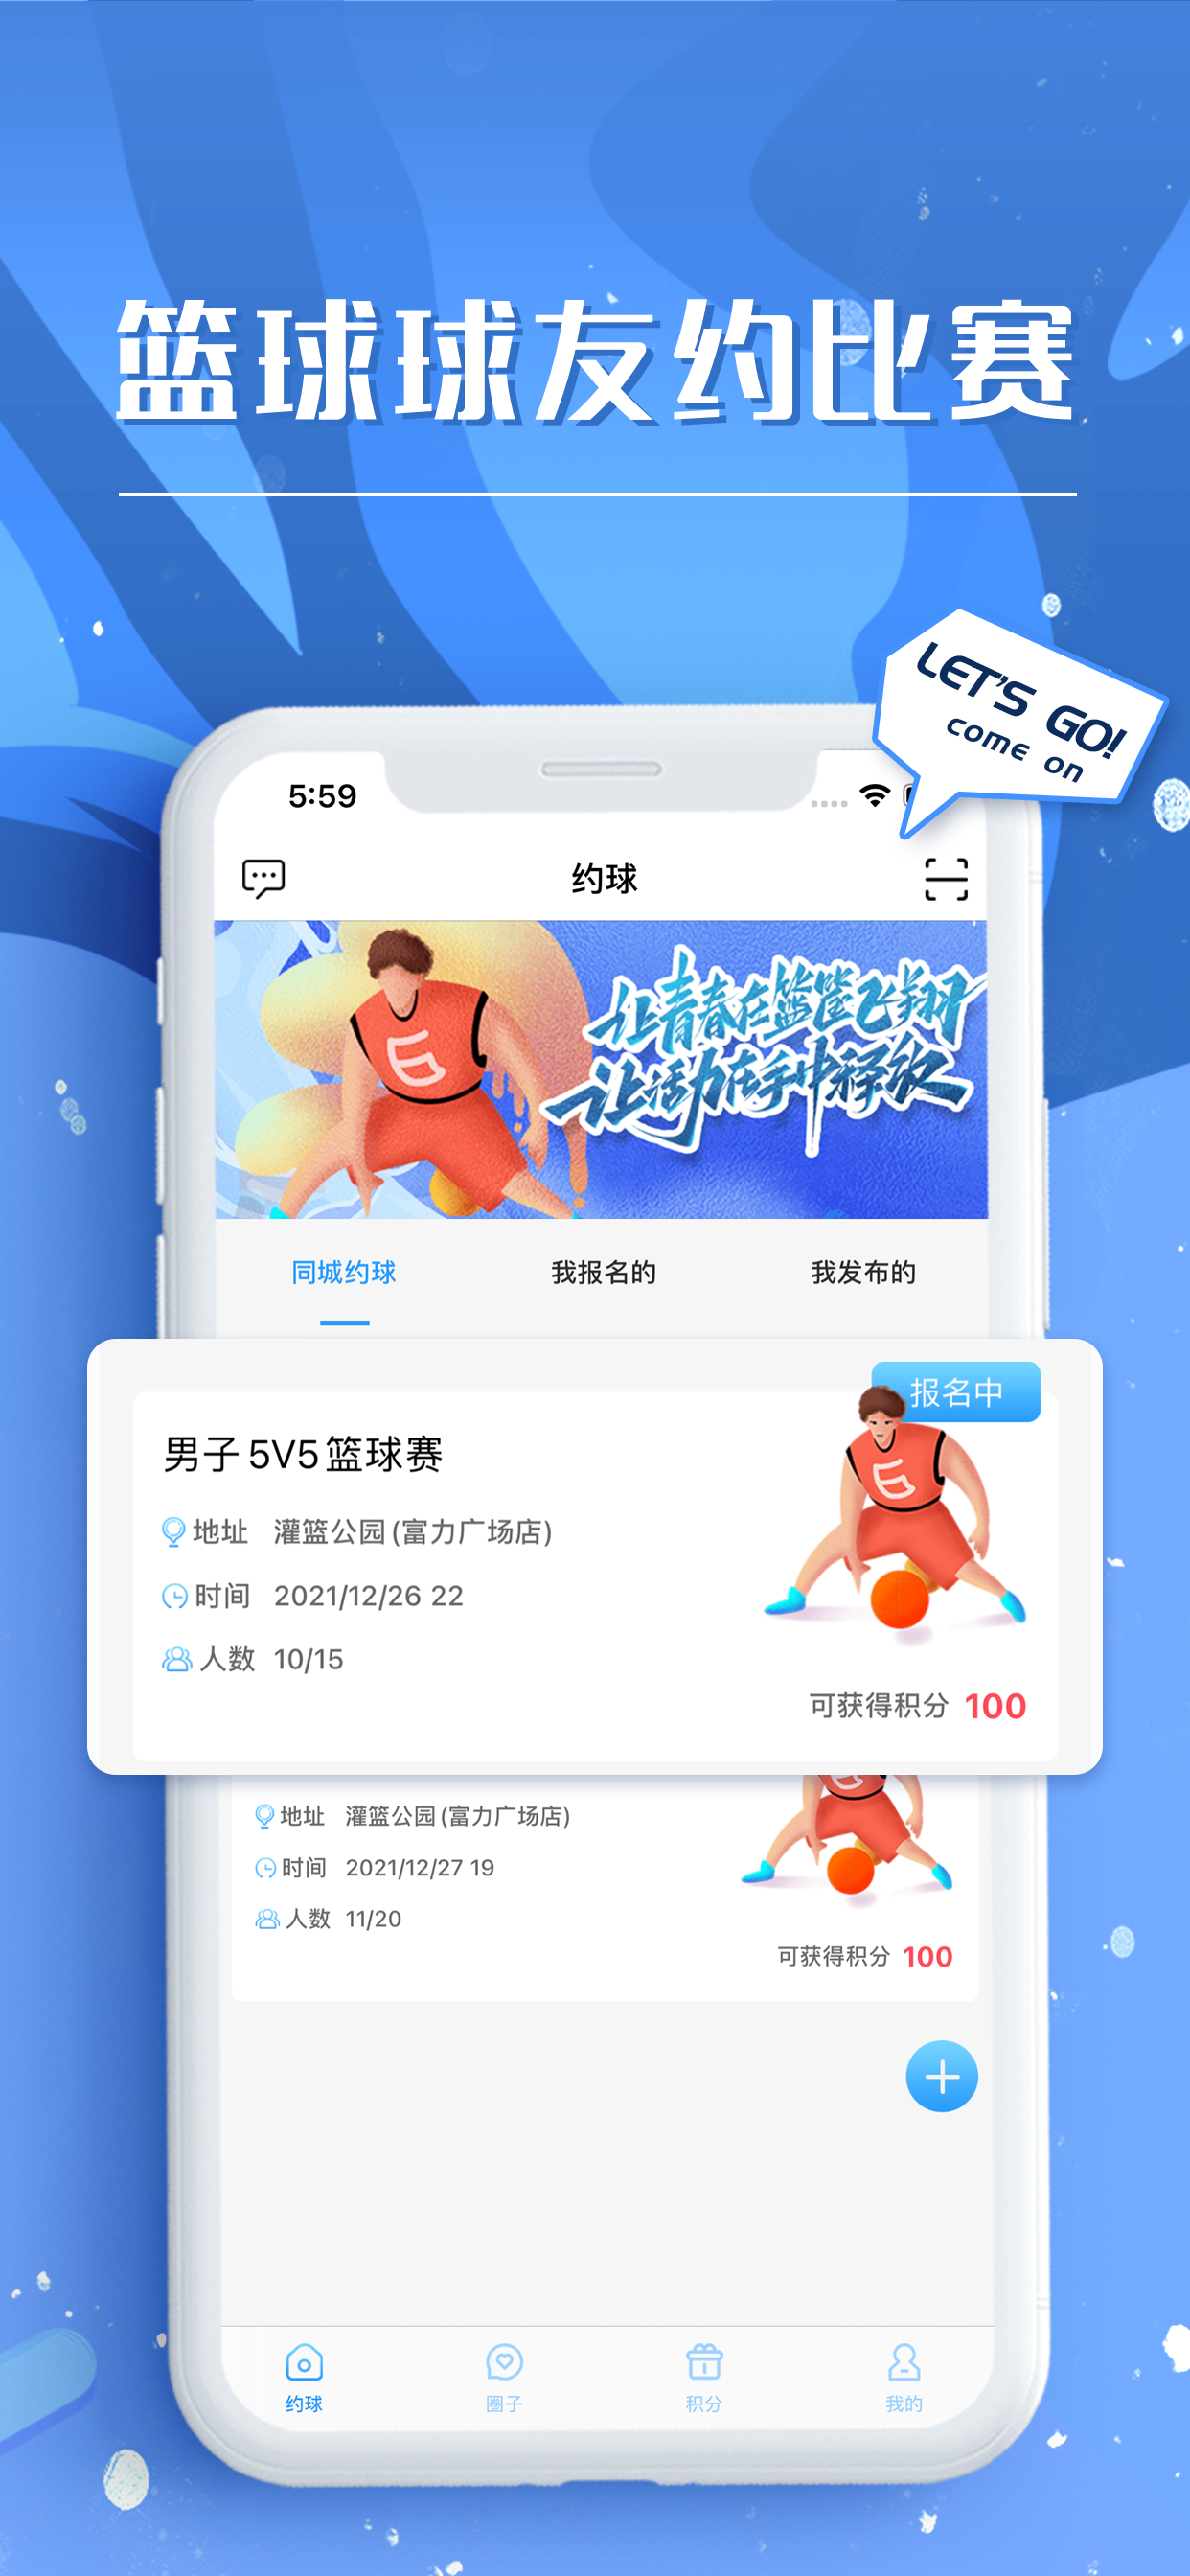 篮球球友约比赛
LET'S GO!
come on
5:59
约球
让青春在篮筐飞翔
让活力在手中释放
6
同城约球 我报名的 我发布的
报名中
男子5V5篮球赛
6
地址 灌篮公园(富力广场店)
时间 2021/12/26 22
人数 10/15
可获得积分 100
地址 灌篮公园(富力广场店)
时间 2021/12/27 19
人数 11/20
可获得积分 100
约球 圈子 积分 我的